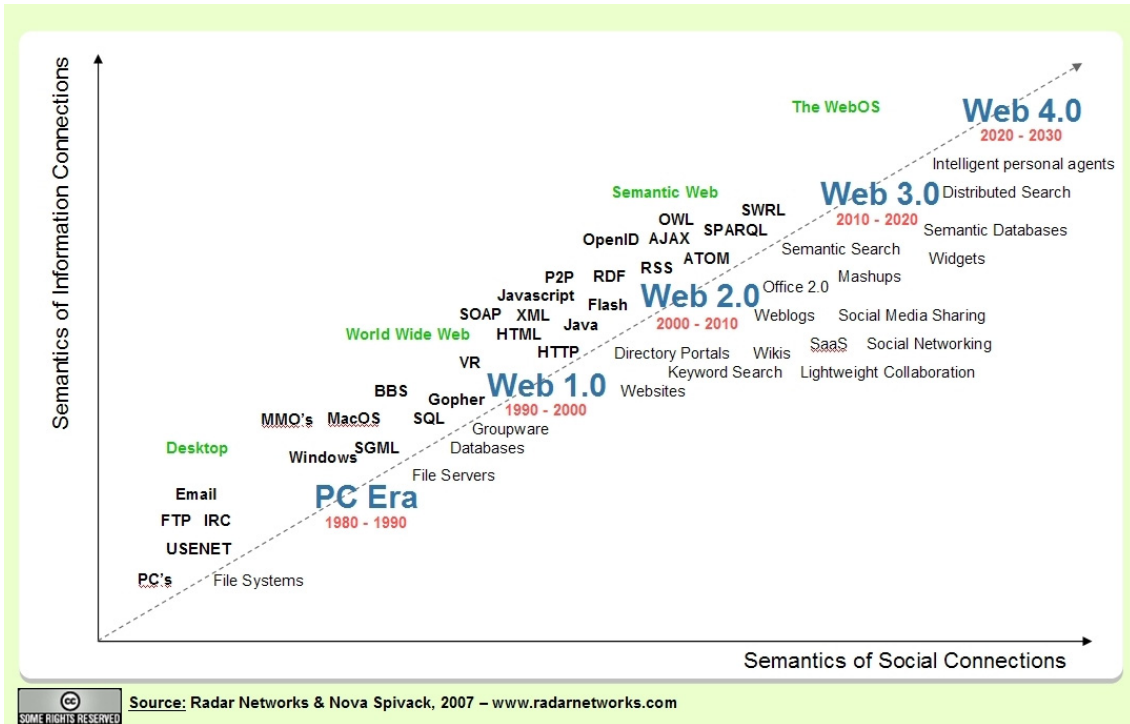 Semantics of Information Connections
The WebOS
Web 4.0
2020 - 2030
Intelligent personal agents
Semantic Web
Web 3.0
Distributed Search
2010 - 2020
SWRL
OWL
SPARQL
Semantic Databases
OpenID
AJAX
Semantic Search
Widgets
ATOM
RSS
P2P
RDF
Mashups
Office 2.0
Javascript
Web 2.0
Flash
2000 - 2010
SOAP
XML
Java
Weblogs
Social Media Sharing
World Wide Web
HTML
SaaS
Social Networking
HTTP
Directory Portals
Wikis
VR
Keyword Search
Lightweight Collaboration
Web 1.0
1990 - 2000
Websites
BBS
Gopher
MMO's
MacOS
SQL
Groupware
Desktop
Windows
SGML
Databases
File Servers
Email
PC Era
1980 - 1990
FTP
IRC
USENET
PC's
File Systems
Semantics of Social Connections
cc
SOME RIGHTS RESERVED
Source: Radar Networks & Nova Spivack, 2007 – www.radarnetworks.com